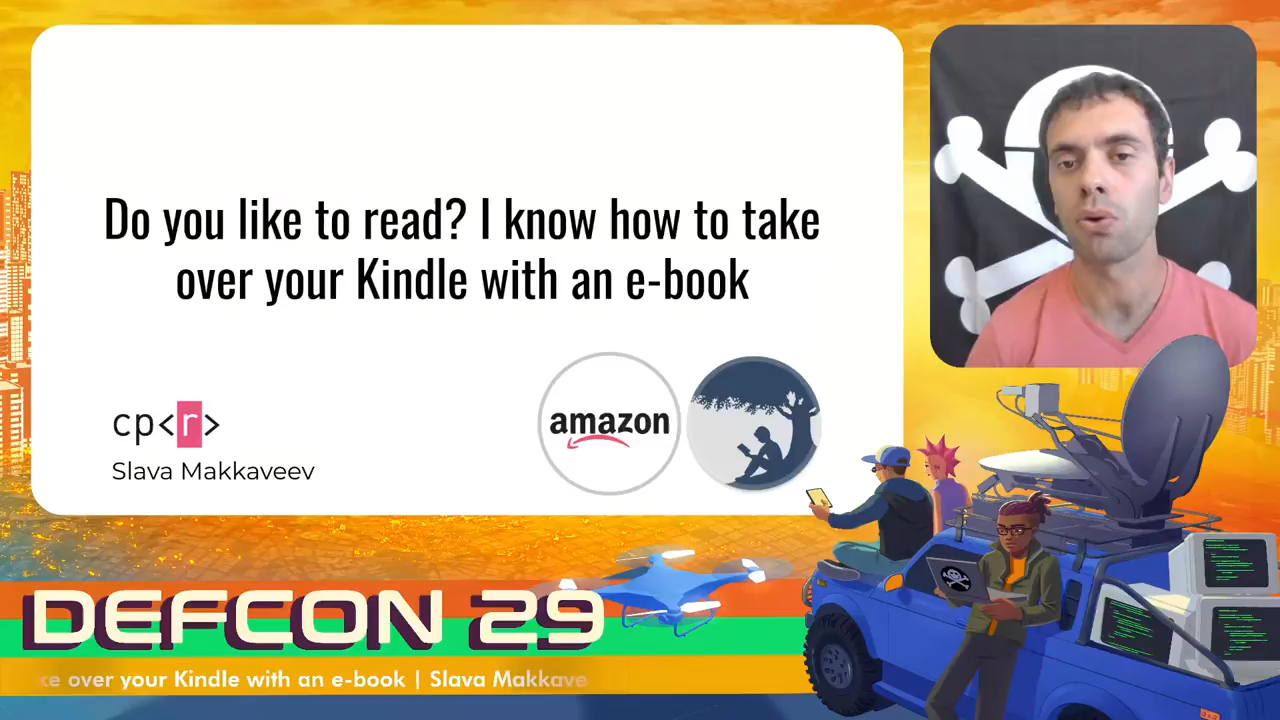 Do you like to read? I know how to take
over your Kindle with an e-book
cp<r>
Slava Makkaveev
amazon
DEFCON 29
ke over your Kindle with an e-book | Slava Makkave